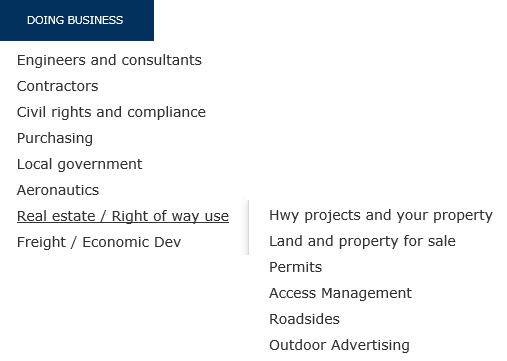 DOING BUSINESS
Engineers and consultants
Contractors
Civil rights and compliance
Purchasing
Local government
Aeronautics
Real estate / Right of way use
Freight / Economic Dev
Hwy projects and your property
Land and property for sale
Permits
Access Management
Roadsides
Outdoor Advertising